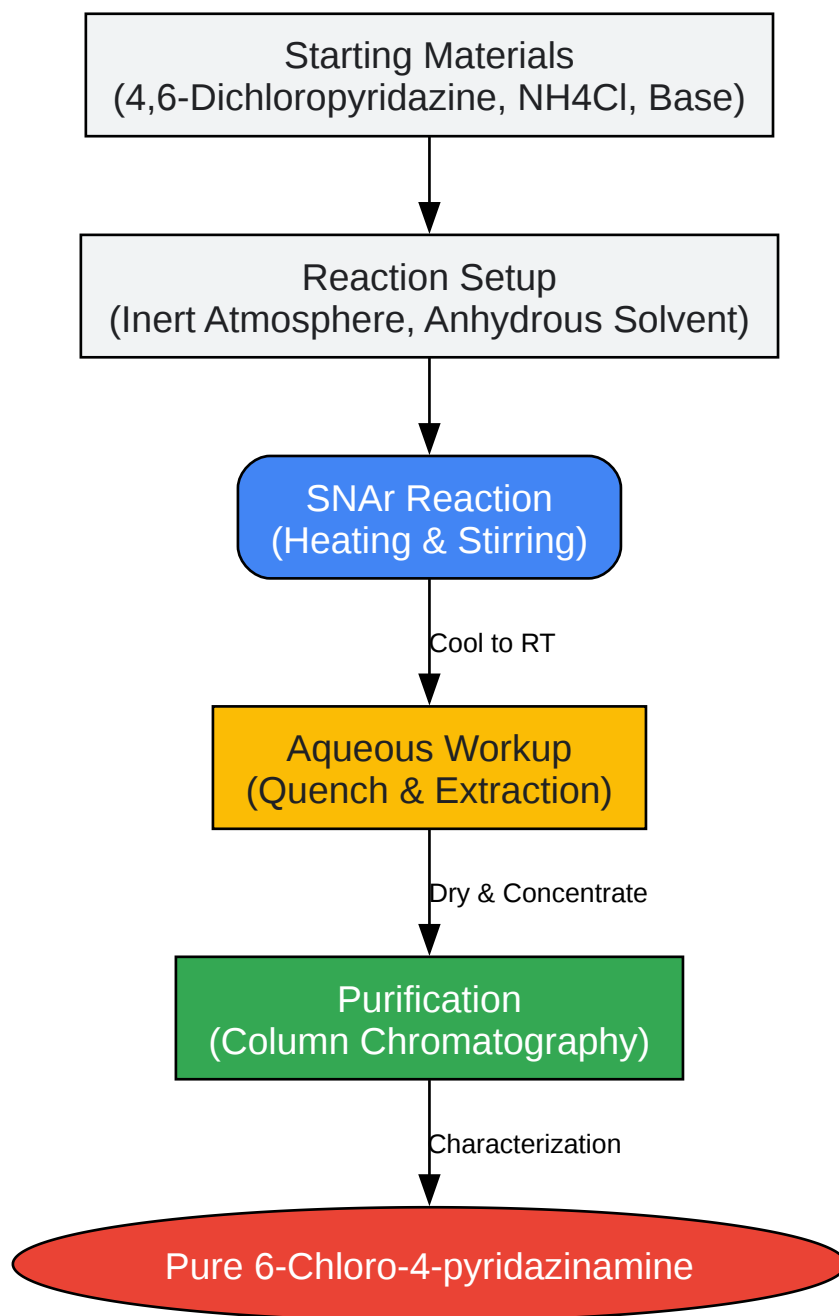 Starting Materials
(4,6-Dichloropyridazine, NH4Cl, Base)
Reaction Setup
(Inert Atmosphere, Anhydrous Solvent)
SNAr Reaction
(Heating & Stirring)
Cool to RT
Aqueous Workup
(Quench & Extraction)
Dry & Concentrate
Purification
(Column Chromatography)
Characterization
Pure 6-Chloro-4-pyridazinamine